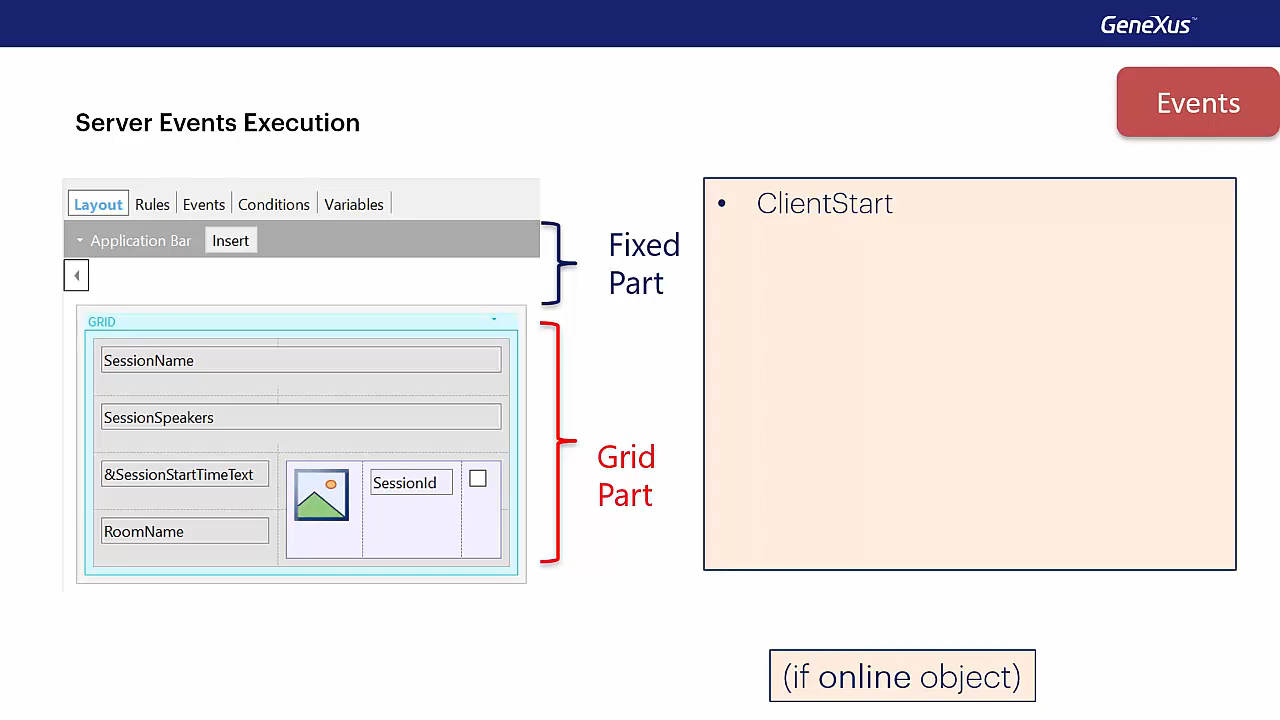 GeneXus™
Events
Server Events Execution
Layout Rules Events Conditions Variables
Application Bar Insert
GRID
SessionName
SessionSpeakers
&SessionStartTimeText
SessionId
RoomName
Fixed
Part
Grid
Part
• ClientStart
(if online object)